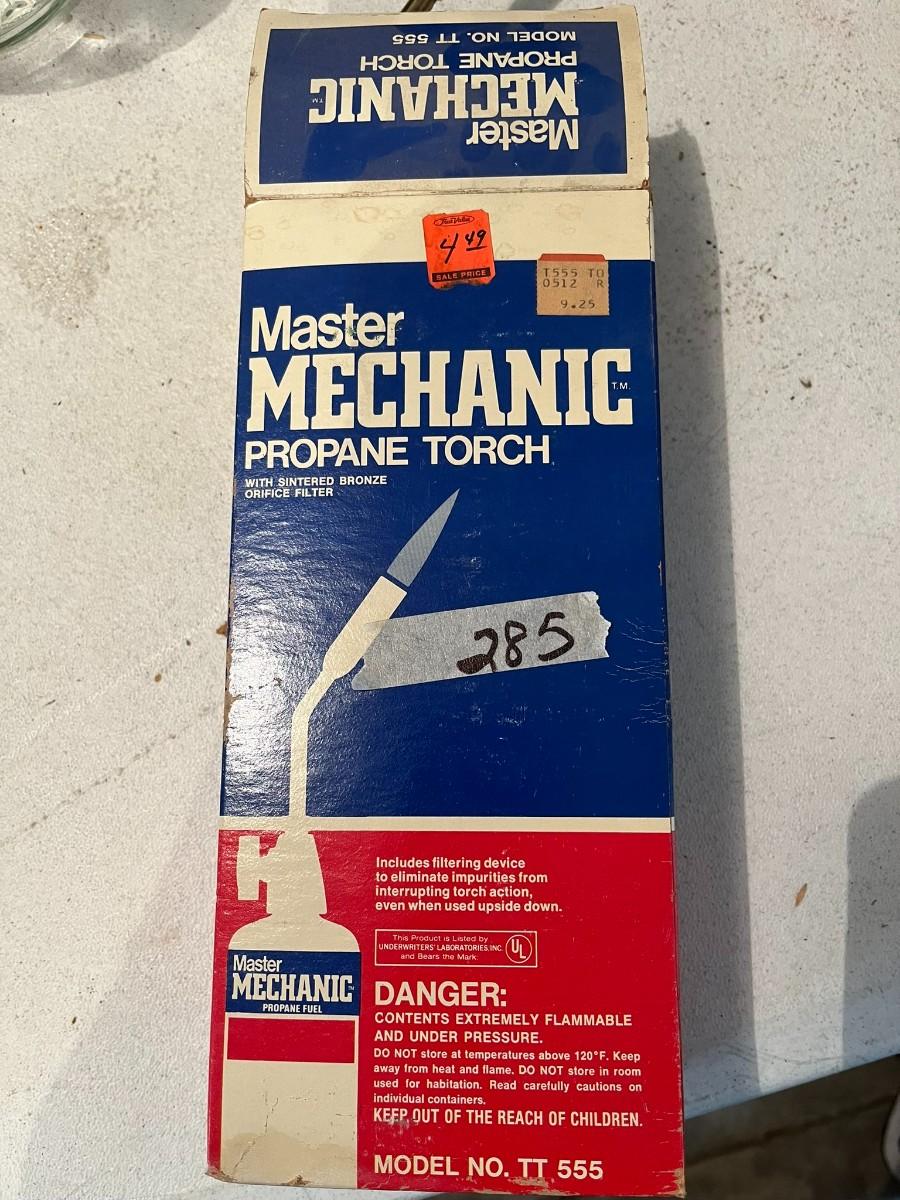 MODEL NO. TT 555
PROPANE TORCH
MECHANIC™
Master
True Value
4 49
SALE PRICE
T555 TO
0512 R
9.25
Master
MECHANIC T.M.
PROPANE TORCH
WITH SINTERED BRONZE
ORIFICE FILTER
285
Includes filtering device
to eliminate impurities from
interrupting torch action,
even when used upside down.
This Product is Listed by
UNDERWRITERS' LABORATORIES, INC.
and Bears the Mark:
UL
Master
MECHANIC™
PROPANE FUEL
DANGER:
CONTENTS EXTREMELY FLAMMABLE
AND UNDER PRESSURE.
DO NOT store at temperatures above 120°F. Keep
away from heat and flame. DO NOT store in room
used for habitation. Read carefully cautions on
individual containers.
KEEP OUT OF THE REACH OF CHILDREN.
MODEL NO. TT 555